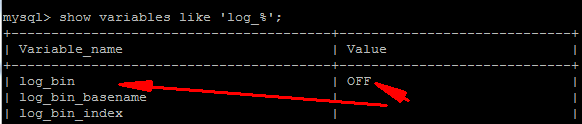 mysql> show variables like 'log_%';
+----------------------------------------+--------------------------------+
| Variable_name | Value |
+----------------------------------------+--------------------------------+
| log_bin | OFF
| log_bin_basename |
| log_bin_index | |